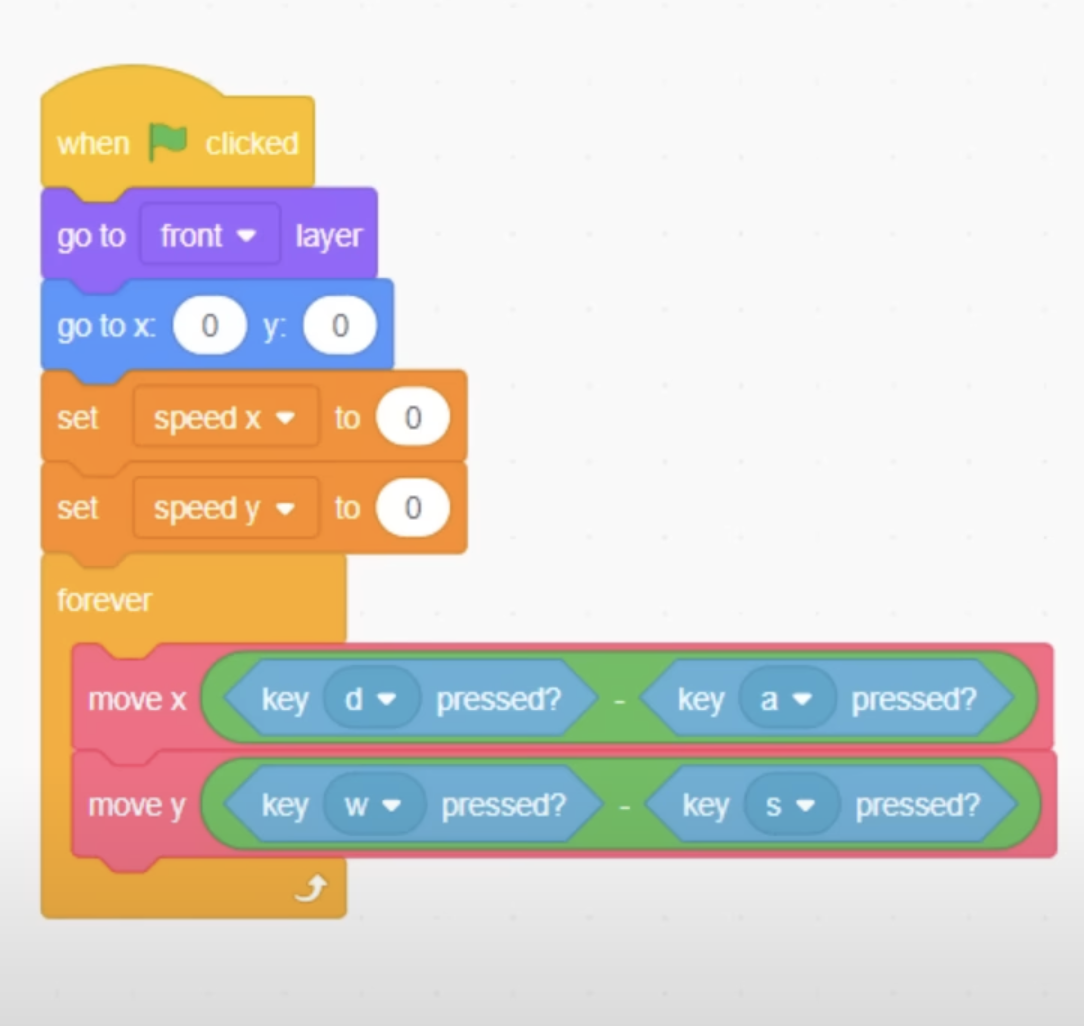 when clicked
go to front layer
go to x: 0 y: 0
set speed x to 0
set speed y to 0
forever
move x key d pressed? - key a pressed?
move y key w pressed? - key s pressed?